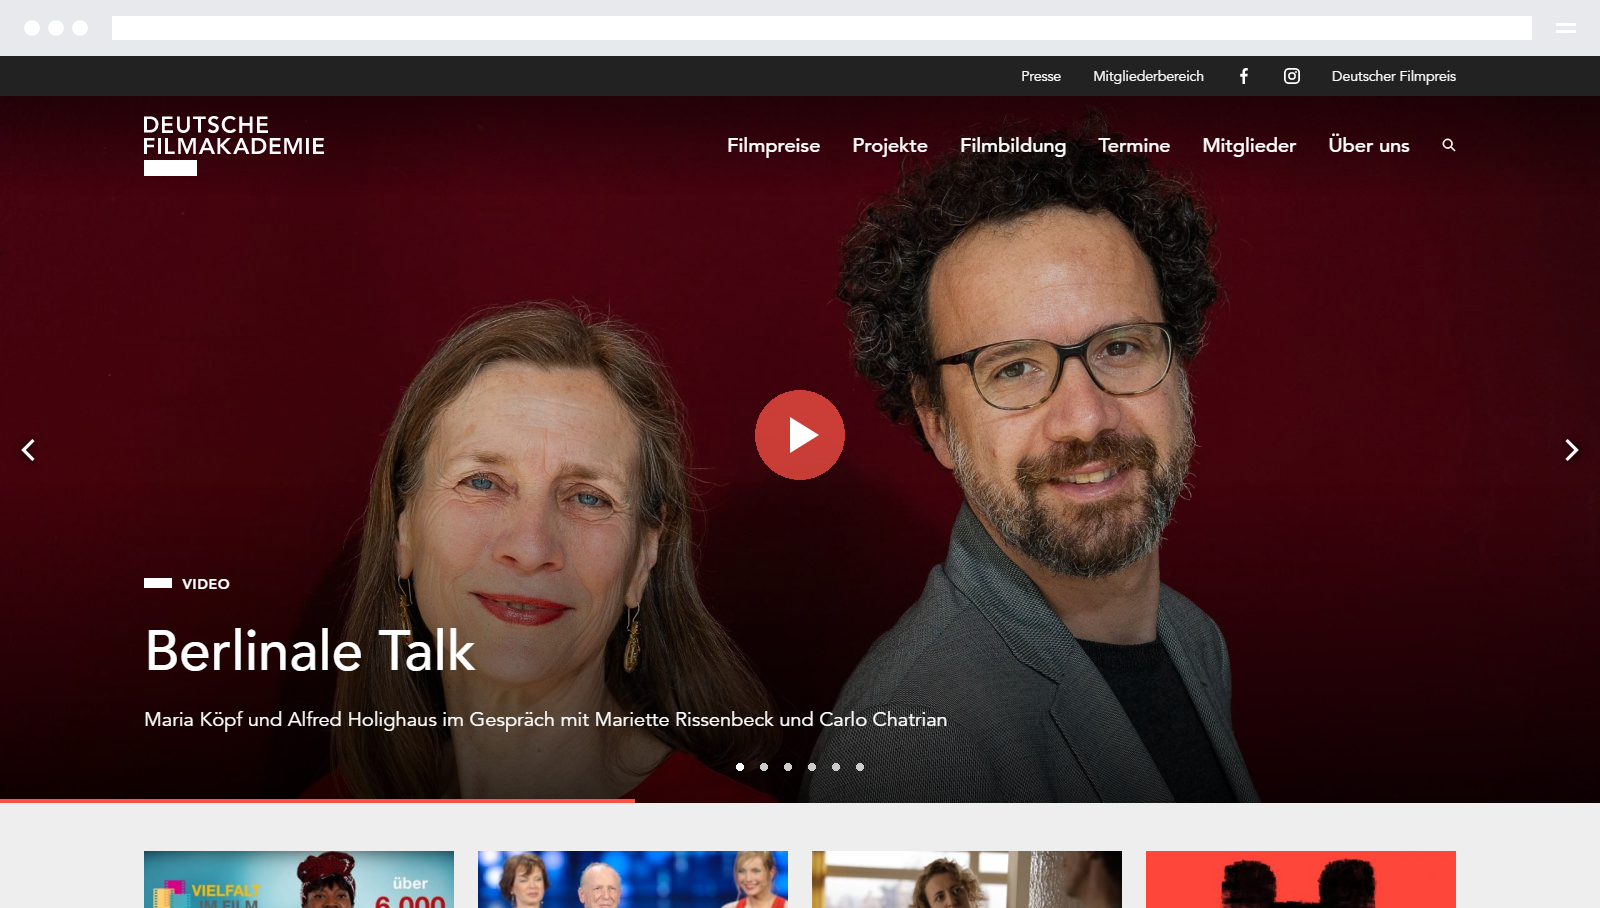 Presse Mitgliederbereich Deutscher Filmpreis
DEUTSCHE
FILMAKADEMIE
Filmpreise Projekte Filmbildung Termine Mitglieder Über uns
VIDEO
Berlinale Talk
Maria Köpf und Alfred Holighaus im Gespräch mit Mariette Rissenbeck und Carlo Chatrian
VIELFALT
IM FILM
über
6.000